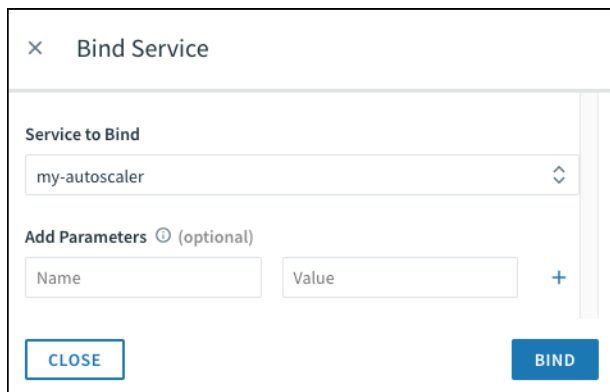 Bind Service
Service to Bind
my-autoscaler
Add Parameters (optional)
Name Value
CLOSE BIND